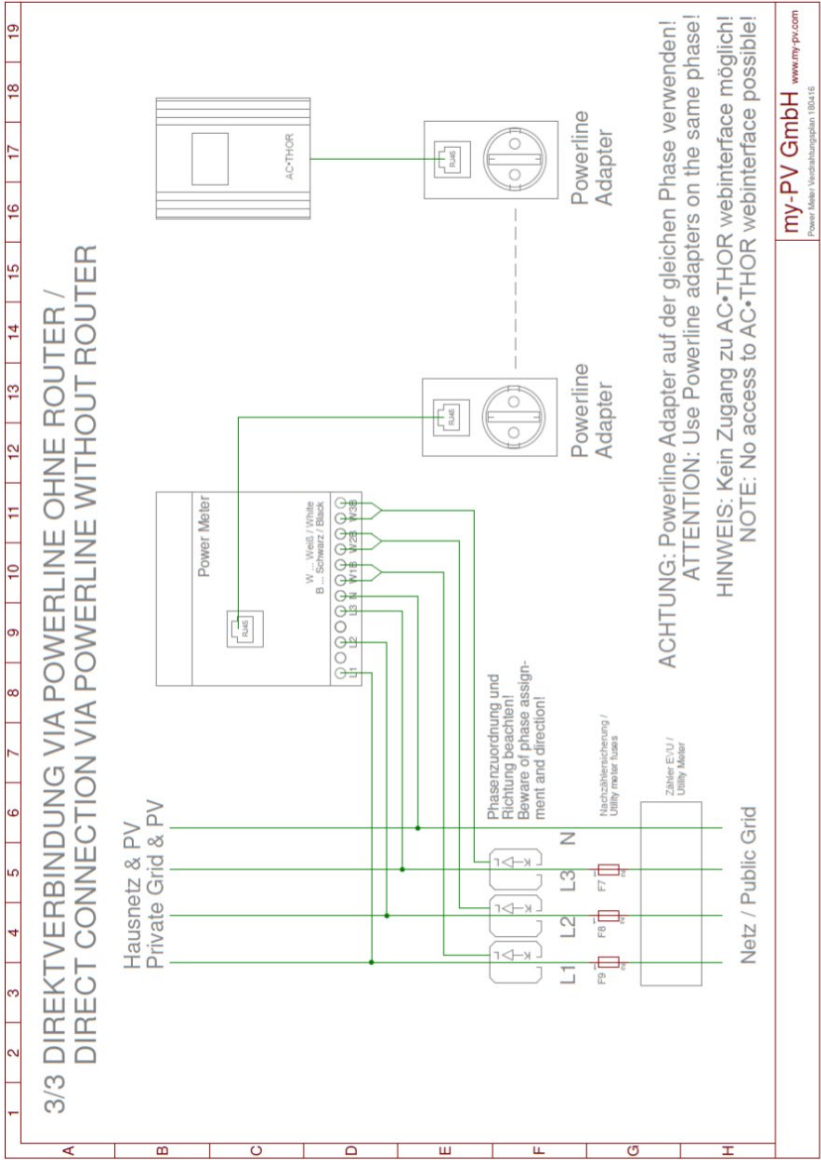 1 2 3 4 5 6 7 8 9 10 11 12 13 14 15 16 17 18 19
A
B
C
D
E
F
G
H
3/3 DIREKTVERBINDUNG VIA POWERLINE OHNE ROUTER /
DIRECT CONNECTION VIA POWERLINE WITHOUT ROUTER
Hausnetz & PV
Private Grid & PV
Power Meter
RJ45
W ... Weiß / White
B ... Schwarz / Black
L1 L2 L3 N W1B W2B W3B
AC•THOR
RJ45
Powerline
Adapter
RJ45
Powerline
Adapter
Phasenzuordnung und
Richtung beachten!
Beware of phase assign-
ment and direction!
L1 L2 L3 N
F9 F8 F7
Nachzählersicherung /
Utility meter fuses
Zähler EVU /
Utility Meter
Netz / Public Grid
ACHTUNG: Powerline Adapter auf der gleichen Phase verwenden!
ATTENTION: Use Powerline adapters on the same phase!
HINWEIS: Kein Zugang zu AC•THOR webinterface möglich!
NOTE: No access to AC•THOR webinterface possible!
my-PV GmbH www.my-pv.com
Power Meter Verdrahtungsplan 180416